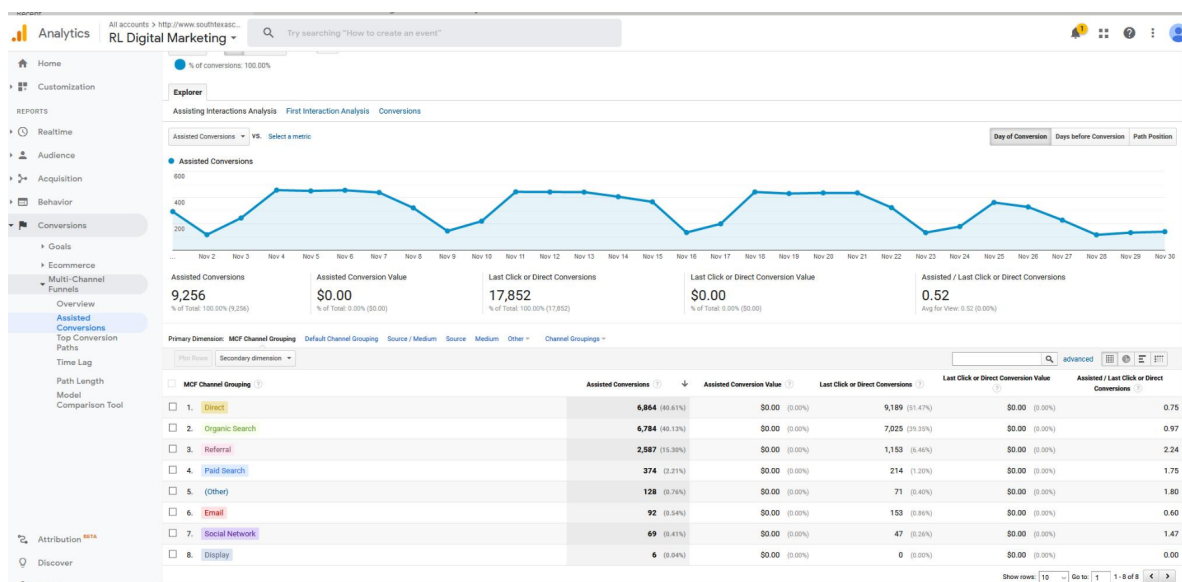 All accounts > http://www.southtexasc...
Analytics RL Digital Marketing
Try searching "How to create an event"
1
Home
Customization
REPORTS
Realtime
Audience
Acquisition
Behavior
Conversions
Goals
Ecommerce
Multi-Channel
Funnels
Overview
Assisted
Conversions
Top Conversion
Paths
Time Lag
Path Length
Model
Comparison Tool
Attribution BETA
Discover
% of conversions: 100.00%
Explorer
Assisting Interactions Analysis First Interaction Analysis Conversions
Assisted Conversions VS. Select a metric
Day of Conversion Days before Conversion Path Position
Assisted Conversions
600
400
200
... Nov 2 Nov 3 Nov 4 Nov 5 Nov 6 Nov 7 Nov 8 Nov 9 Nov 10 Nov 11 Nov 12 Nov 13 Nov 14 Nov 15 Nov 16 Nov 17 Nov 18 Nov 19 Nov 20 Nov 21 Nov 22 Nov 23 Nov 24 Nov 25 Nov 26 Nov 27 Nov 28 Nov 29 Nov 30
Assisted Conversions Assisted Conversion Value Last Click or Direct Conversions Last Click or Direct Conversion Value Assisted / Last Click or Direct Conversions
9,256 $0.00 17,852 $0.00 0.52
% of Total: 100.00% (9,256) % of Total: 0.00% ($0.00) % of Total: 100.00% (17,852) % of Total: 0.00% ($0.00) Avg for View: 0.52 (0.00%)
Primary Dimension: MCF Channel Grouping Default Channel Grouping Source / Medium Source Medium Other Channel Groupings
Plot Rows Secondary dimension advanced
MCF Channel Grouping Assisted Conversions Assisted Conversion Value Last Click or Direct Conversions Last Click or Direct Conversion Value Assisted / Last Click or Direct Conversions
1. Direct 6,864 (40.61%) $0.00 (0.00%) 9,189 (51.47%) $0.00 (0.00%) 0.75
2. Organic Search 6,784 (40.13%) $0.00 (0.00%) 7,025 (39.35%) $0.00 (0.00%) 0.97
3. Referral 2,587 (15.30%) $0.00 (0.00%) 1,153 (6.46%) $0.00 (0.00%) 2.24
4. Paid Search 374 (2.21%) $0.00 (0.00%) 214 (1.20%) $0.00 (0.00%) 1.75
5. (Other) 128 (0.76%) $0.00 (0.00%) 71 (0.40%) $0.00 (0.00%) 1.80
6. Email 92 (0.54%) $0.00 (0.00%) 153 (0.86%) $0.00 (0.00%) 0.60
7. Social Network 69 (0.41%) $0.00 (0.00%) 47 (0.26%) $0.00 (0.00%) 1.47
8. Display 6 (0.04%) $0.00 (0.00%) 0 (0.00%) $0.00 (0.00%) 0.00
Show rows: 10 Go to: 1 1 - 8 of 8